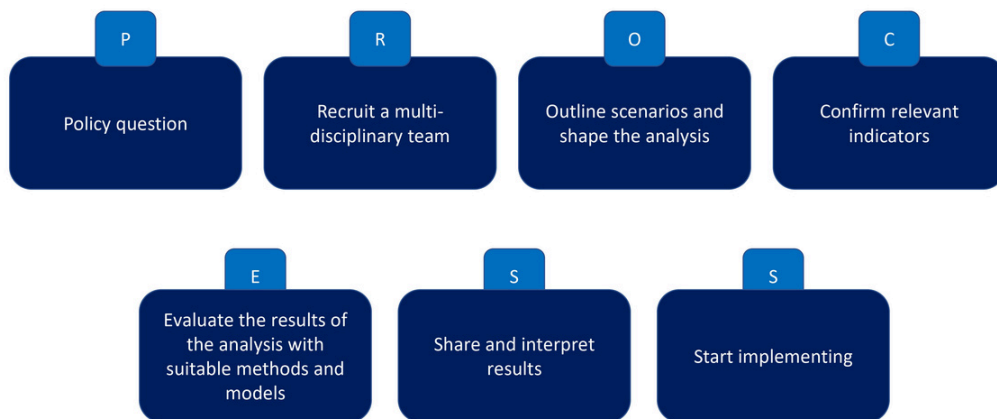 P
R
O
C
Policy question
Recruit a multi-
disciplinary team
Outline scenarios and
shape the analysis
Confirm relevant
indicators
E
S
S
Evaluate the results of
the analysis with
suitable methods and
models
Share and interpret
results
Start implementing